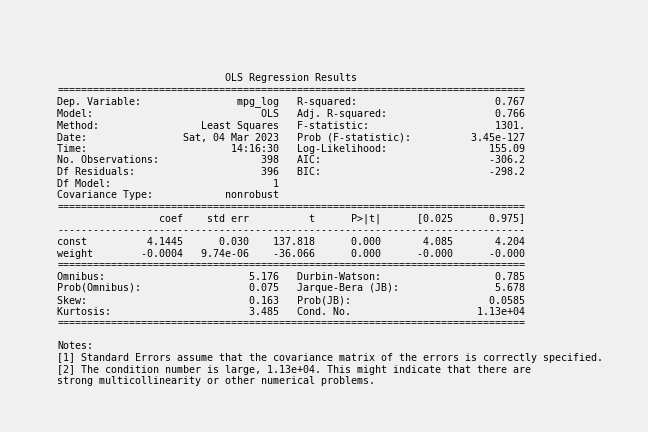 OLS Regression Results
==============================================================================
Dep. Variable:                mpg_log   R-squared:                       0.767
Model:                            OLS   Adj. R-squared:                  0.766
Method:                 Least Squares   F-statistic:                     1301.
Date:                Sat, 04 Mar 2023   Prob (F-statistic):          3.45e-127
Time:                        14:16:30   Log-Likelihood:                 155.09
No. Observations:                 398   AIC:                            -306.2
Df Residuals:                     396   BIC:                            -298.2
Df Model:                           1
Covariance Type:            nonrobust
==============================================================================
                 coef    std err          t      P>|t|      [0.025      0.975]
------------------------------------------------------------------------------
const          4.1445      0.030    137.818      0.000       4.085       4.204
weight        -0.0004   9.74e-06    -36.066      0.000      -0.000      -0.000
==============================================================================
Omnibus:                        5.176   Durbin-Watson:                   0.785
Prob(Omnibus):                  0.075   Jarque-Bera (JB):                5.678
Skew:                           0.163   Prob(JB):                       0.0585
Kurtosis:                       3.485   Cond. No.                     1.13e+04
==============================================================================

Notes:
[1] Standard Errors assume that the covariance matrix of the errors is correctly specified.
[2] The condition number is large, 1.13e+04. This might indicate that there are
strong multicollinearity or other numerical problems.